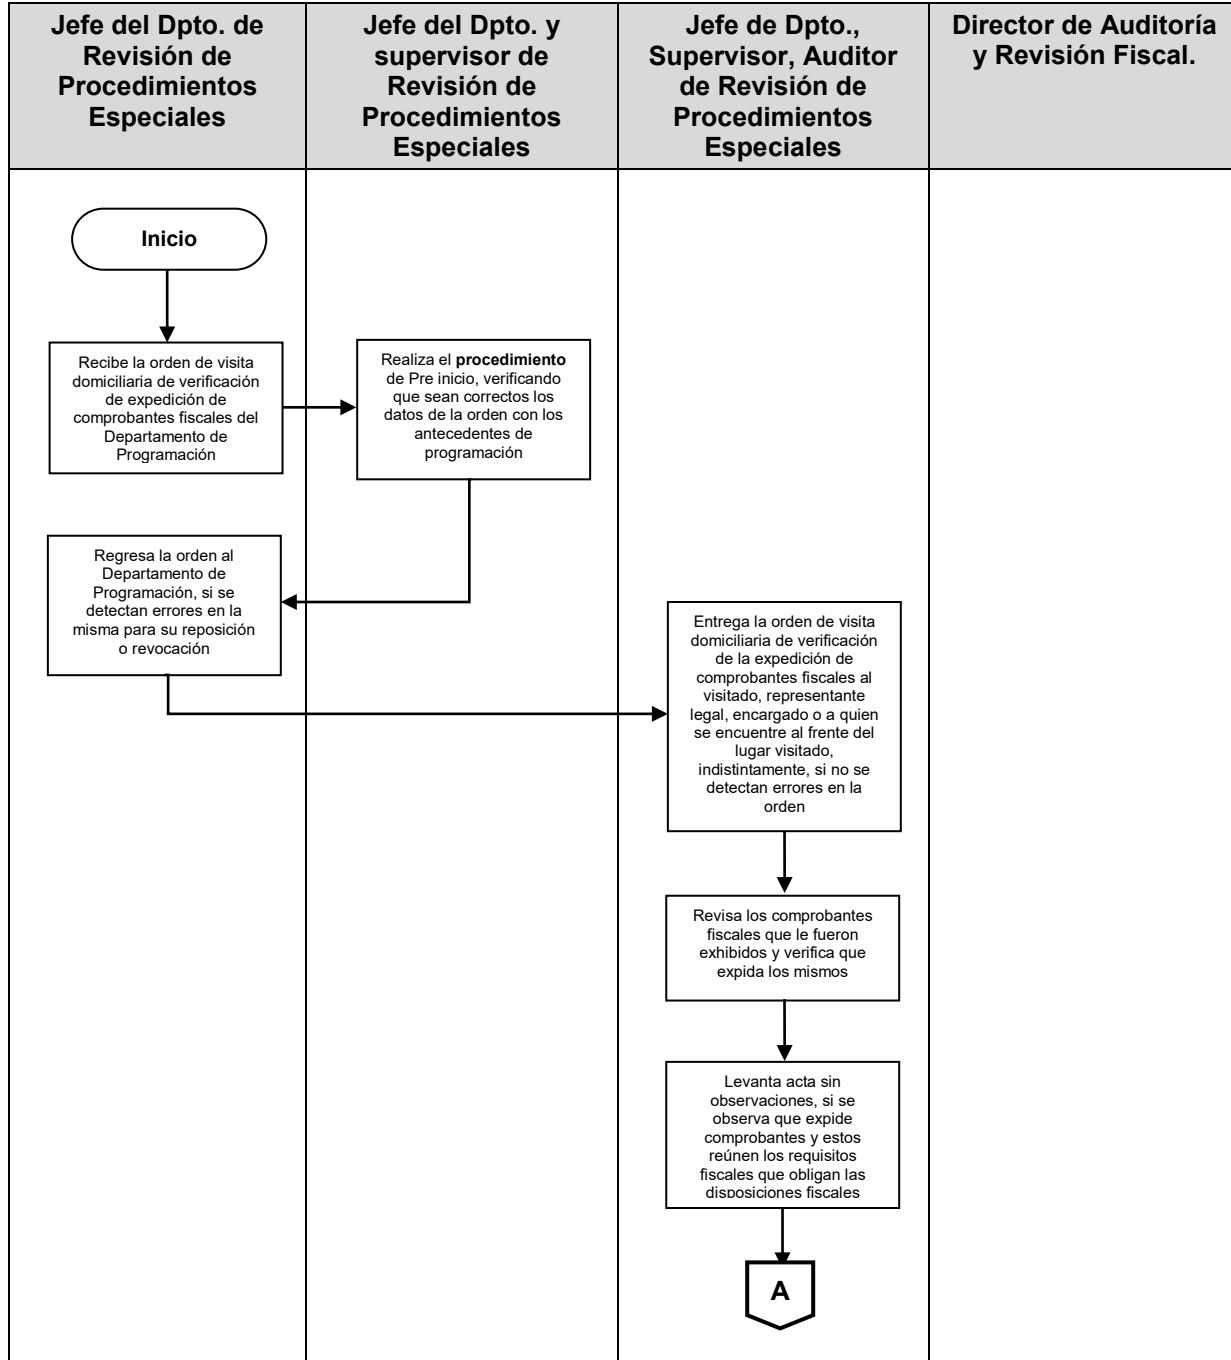 Jefe del Dpto. de
Revisión de
Procedimientos
Especiales
Jefe del Dpto. y
supervisor de
Revisión de
Procedimientos
Especiales
Jefe de Dpto.,
Supervisor, Auditor
de Revisión de
Procedimientos
Especiales
Director de Auditoría
y Revisión Fiscal.
Inicio
Recibe la orden de visita
domiciliaria de verificación
de expedición de
comprobantes fiscales del
Departamento de
Programación
Realiza el procedimiento
de Pre inicio, verificando
que sean correctos los
datos de la orden con los
antecedentes de
programación
Regresa la orden al
Departamento de
Programación, si se
detectan errores en la
misma para su reposición
o revocación
Entrega la orden de visita
domiciliaria de verificación
de la expedición de
comprobantes fiscales al
visitado, representante
legal, encargado o a quien
se encuentre al frente del
lugar visitado,
indistintamente, si no se
detectan errores en la
orden
Revisa los comprobantes
fiscales que le fueron
exhibidos y verifica que
expida los mismos
Levanta acta sin
observaciones, si se
observa que expide
comprobantes y estos
reúnen los requisitos
fiscales que obligan las
disposiciones fiscales
A